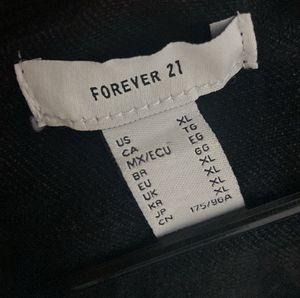 FOREVER 21
US XL
CA TG
MX/ECU EG
BR GG
EU XL
UK XL
KR XL
JP XL
CN 175/96A